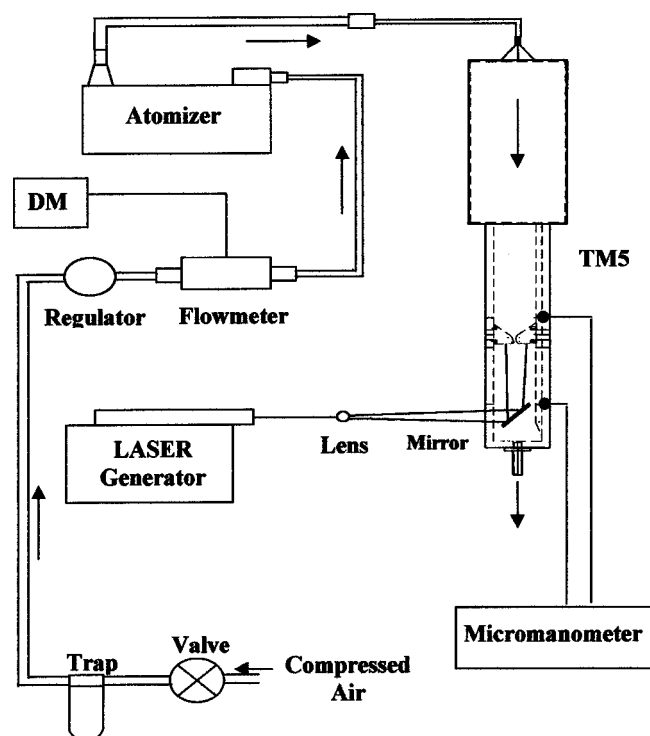 Atomizer
DM
TM5
Regulator
Flowmeter
LASER
Generator
Lens
Mirror
Micromanometer
Valve
Trap
Compressed
Air